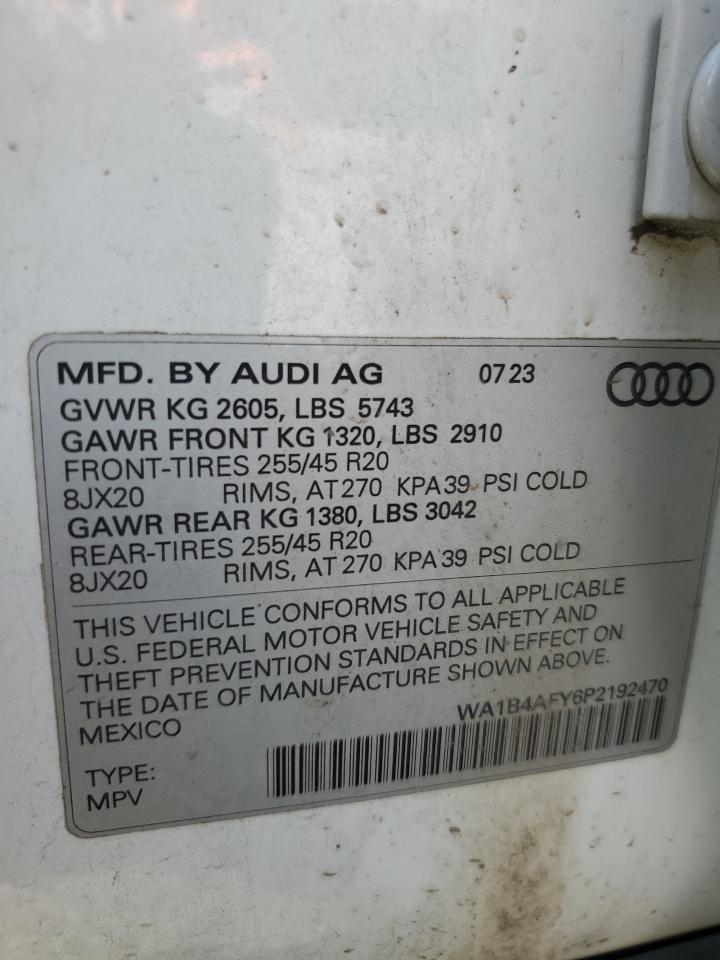 MFD. BY AUDI AG 07 23
GVWR KG 2605, LBS 5743
GAWR FRONT KG 1320, LBS 2910
FRONT-TIRES 255/45 R20
8JX20 RIMS, AT 270 KPA 39 PSI COLD
GAWR REAR KG 1380, LBS 3042
REAR-TIRES 255/45 R20
8JX20 RIMS, AT 270 KPA 39 PSI COLD
THIS VEHICLE CONFORMS TO ALL APPLICABLE
U.S. FEDERAL MOTOR VEHICLE SAFETY AND
THEFT PREVENTION STANDARDS IN EFFECT ON
THE DATE OF MANUFACTURE SHOWN ABOVE.
MEXICO WA1B4AFY6P2192470
TYPE:
MPV